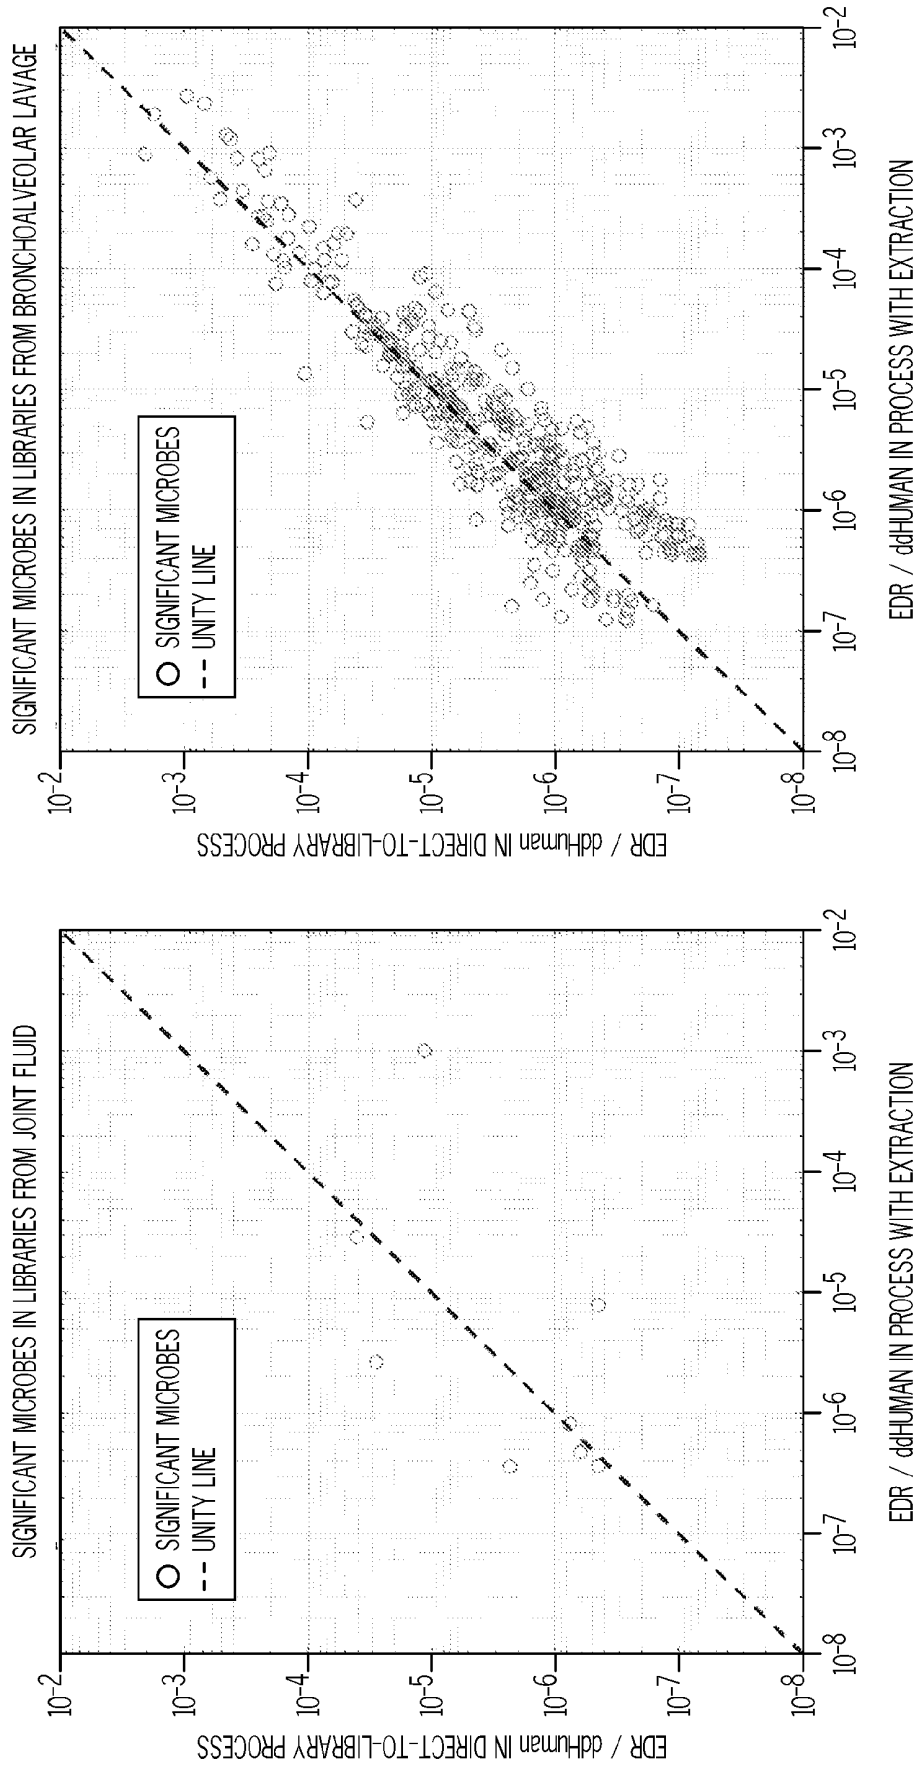 SIGNIFICANT MICROBES IN LIBRARIES FROM JOINT FLUID
EDR / ddHuman IN DIRECT-TO-LIBRARY PROCESS
10-2
10-3
10-4
10-5
10-6
10-7
10-8
SIGNIFICANT MICROBES
UNITY LINE
10-8
10-7
10-6
10-5
10-4
10-3
10-2
EDR / ddHUMAN IN PROCESS WITH EXTRACTION
SIGNIFICANT MICROBES IN LIBRARIES FROM BRONCHOALVEOLAR LAVAGE
EDR / ddHuman IN DIRECT-TO-LIBRARY PROCESS
10-2
10-3
10-4
10-5
10-6
10-7
10-8
SIGNIFICANT MICROBES
UNITY LINE
10-8
10-7
10-6
10-5
10-4
10-3
10-2
EDR / ddHUMAN IN PROCESS WITH EXTRACTION